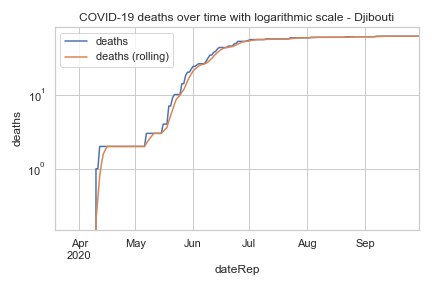 COVID-19 deaths over time with logarithmic scale - Djibouti
deaths
deaths (rolling)
deaths
10¹
10⁰
Apr
2020
May
Jun
Jul
Aug
Sep
dateRep